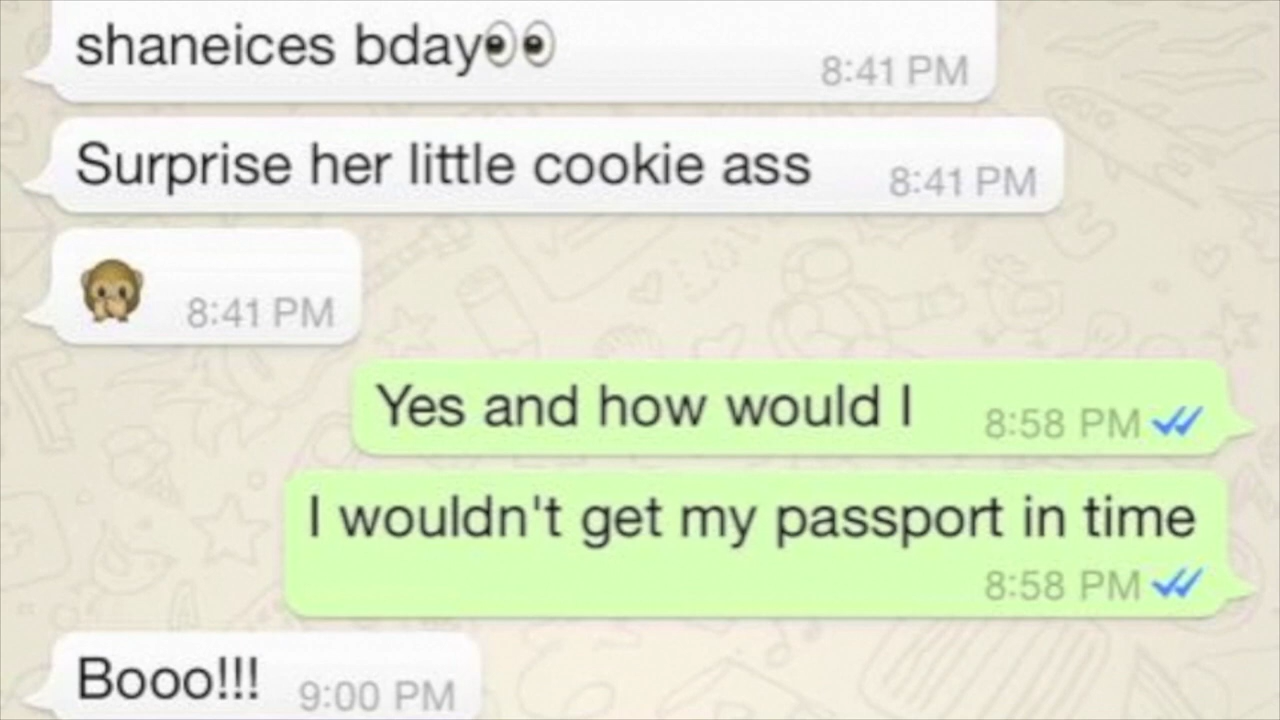 shaneices bday👀 8:41 PM
Surprise her little cookie ass 8:41 PM
🙊 8:41 PM
Yes and how would I 8:58 PM
I wouldn't get my passport in time
8:58 PM
Booo!!! 9:00 PM